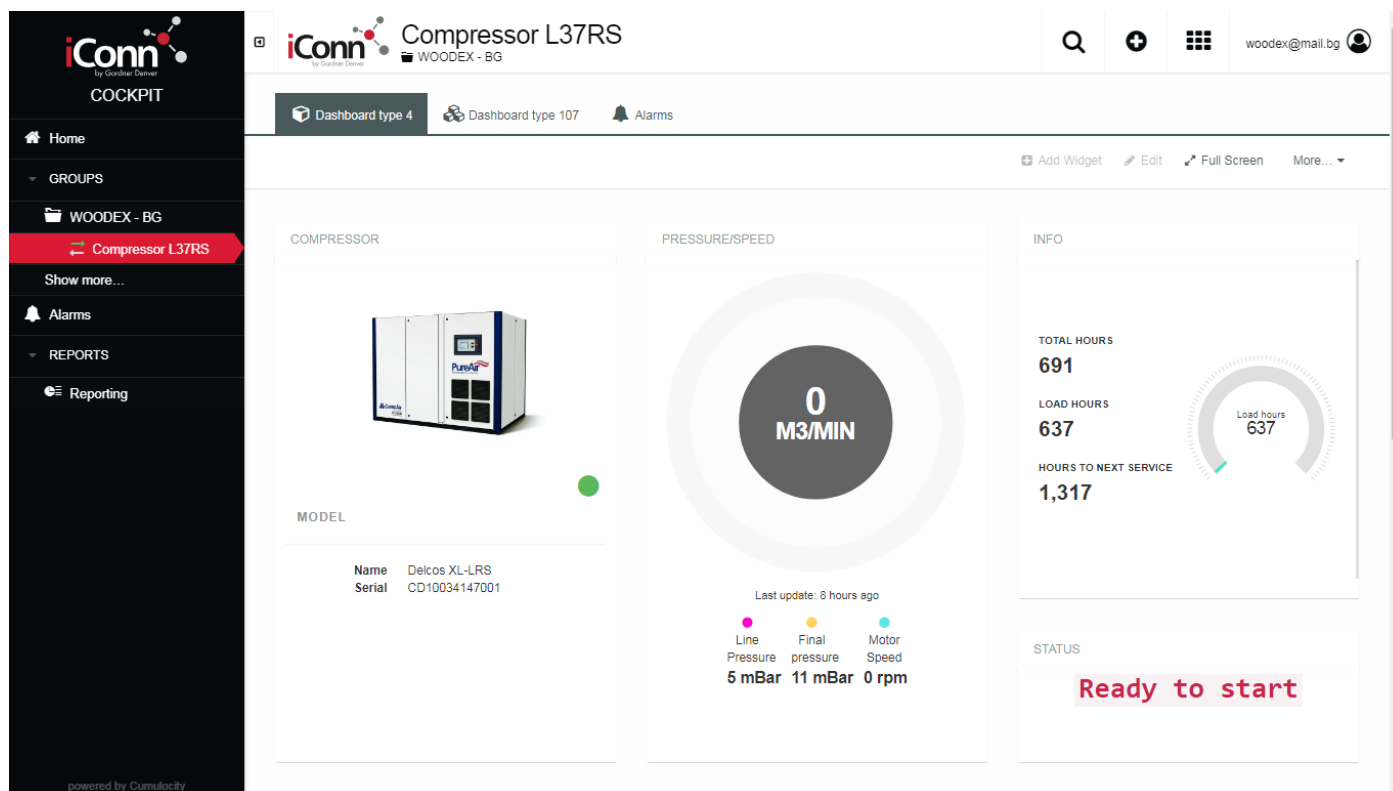 iConn
by Gardner Denver
COCKPIT
Home
GROUPS
WOODEX - BG
Compressor L37RS
Show more...
Alarms
REPORTS
Reporting
powered by Cumulocity
iConn
by Gardner Denver
Compressor L37RS
WOODEX - BG
woodex@mail.bg
Dashboard type 4
Dashboard type 107
Alarms
Add Widget
Edit
Full Screen
More...
COMPRESSOR
PureAir
CompAir
MODEL
Name Delcos XL-LRS
Serial CD10034147001
PRESSURE/SPEED
0
M3/MIN
Last update: 8 hours ago
Line
Pressure
5 mBar
Final
pressure
11 mBar
Motor
Speed
0 rpm
INFO
TOTAL HOURS
691
LOAD HOURS
637
HOURS TO NEXT SERVICE
1,317
Load hours
637
STATUS
Ready to start